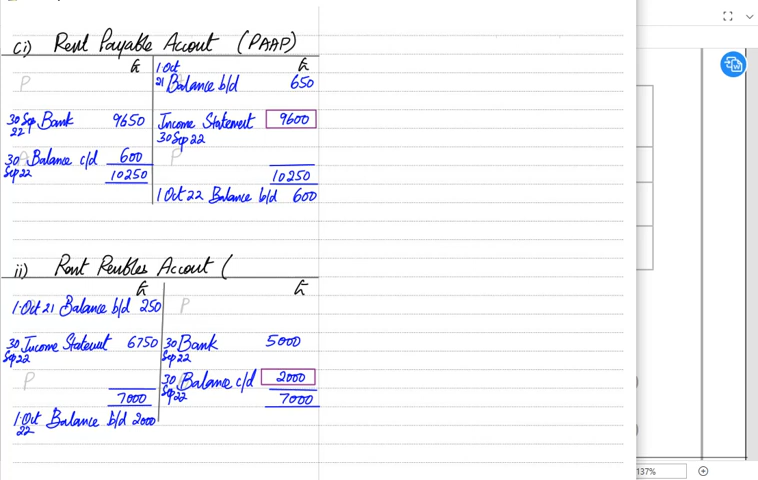 ci) Rent Payable Accout (PAAP)
£ 1 Oct £
P 21 Balance b/d 650
30 Sep 22 Bank 9650 Income Statement 9600
30 Sep 22
30 Sep 22 Balance c/d 600 P
10250 10250
1 Oct 22 Balance b/d 600
ii) Rent Accout (
£ £
1 Oct 21 Balance b/d 250 P
30 Sep 22 Income Statement 6750 30 Sep 22 Bank 5000
P 30 Sep 22 Balance c/d 2000
7000 7000
1 Oct 22 Balance b/d 2000
137%